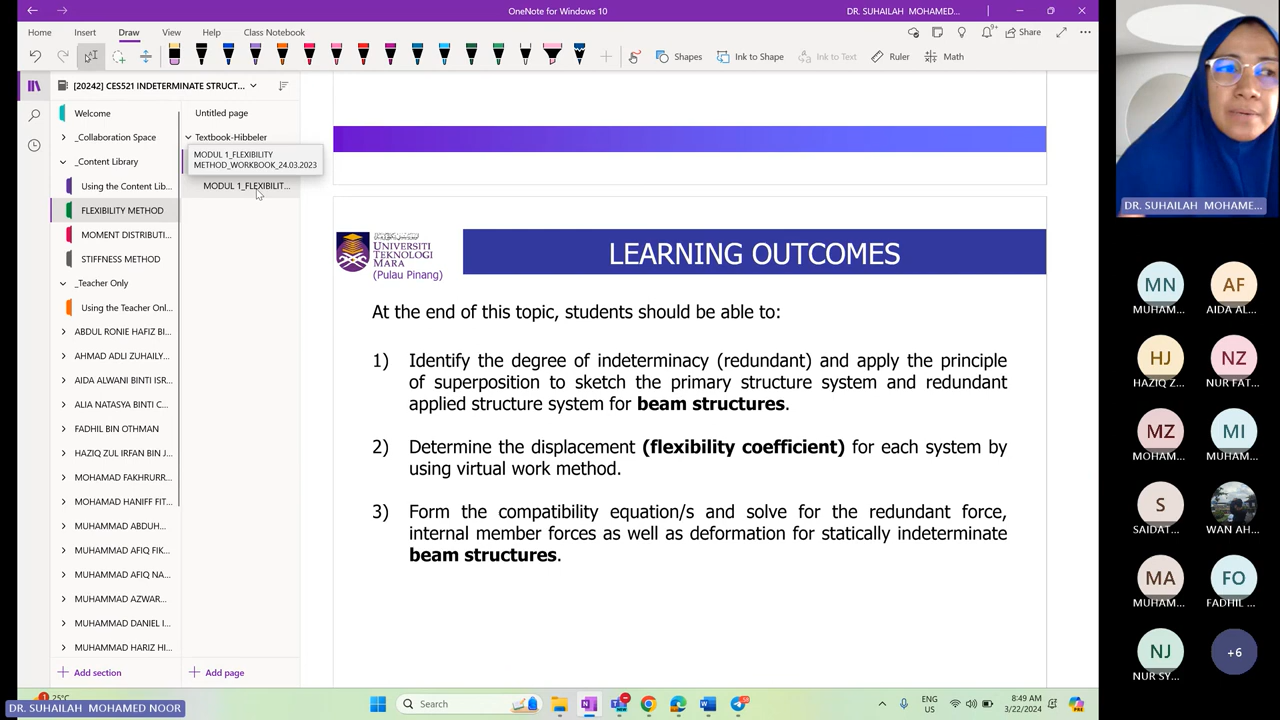 OneNote for Windows 10
DR. SUHAILAH MOHAMED...
Home
Insert
Draw
View
Help
Class Notebook
Share
Shapes
Ink to Shape
Ink to Text
Ruler
Math
[20242] CES521 INDETERMINATE STRUCT...
Welcome
_Collaboration Space
_Content Library
Using the Content Lib...
FLEXIBILITY METHOD
MOMENT DISTRIBUTI...
STIFFNESS METHOD
_Teacher Only
Using the Teacher Onl...
ABDUL RONIE HAFIZ BI...
AHMAD ADLI ZUHAILY...
AIDA ALWANI BINTI ISR...
ALIA NATASYA BINTI C...
FADHIL BIN OTHMAN
HAZIQ ZUL IRFAN BIN J...
MOHAMAD FAKHRURR...
MOHAMAD HANIFF FIT...
MUHAMMAD ABDUH...
MUHAMMAD AFIQ FIK...
MUHAMMAD AFIQ NA...
MUHAMMAD AZWAR...
MUHAMMAD DANIEL I...
MUHAMMAD HARIZ HI...
Add section
Untitled page
Textbook-Hibbeler
MODUL 1_FLEXIBILITY
METHOD_WORKBOOK_24.03.2023
MODUL 1_FLEXIBILIT...
Add page
UNIVERSITI
TEKNOLOGI
MARA
(Pulau Pinang)
LEARNING OUTCOMES
At the end of this topic, students should be able to:
1) Identify the degree of indeterminacy (redundant) and apply the principle
of superposition to sketch the primary structure system and redundant
applied structure system for beam structures.
2) Determine the displacement (flexibility coefficient) for each system by
using virtual work method.
3) Form the compatibility equation/s and solve for the redundant force,
internal member forces as well as deformation for statically indeterminate
beam structures.
DR. SUHAILAH MOHAME...
MN
MUHAM...
AF
AIDA AL...
HJ
HAZIQ Z...
NZ
NUR FAT...
MZ
MOHAM...
MI
MUHAM...
S
SAIDAT...
WAN AH...
MA
MUHAM...
FO
FADHIL ...
NJ
NUR SY...
+6
25°C
DR. SUHAILAH MOHAMED NOOR
Search
ENG
US
8:49 AM
3/22/2024